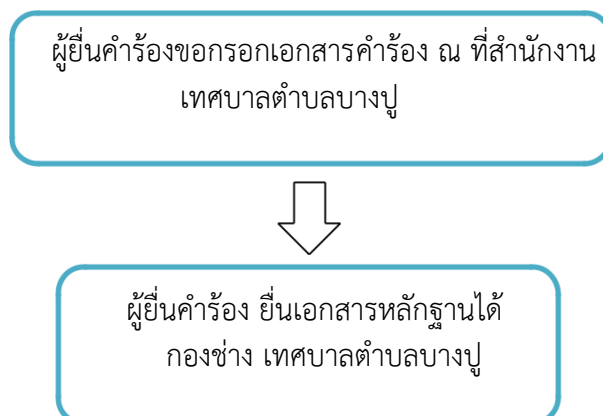 ผู้ยื่นคำร้องขอกรอกเอกสารคำร้อง ณ ที่สำนักงาน
เทศบาลตำบลบางปู
ผู้ยื่นคำร้อง ยื่นเอกสารหลักฐานได้
กองช่าง เทศบาลตำบลบางปู